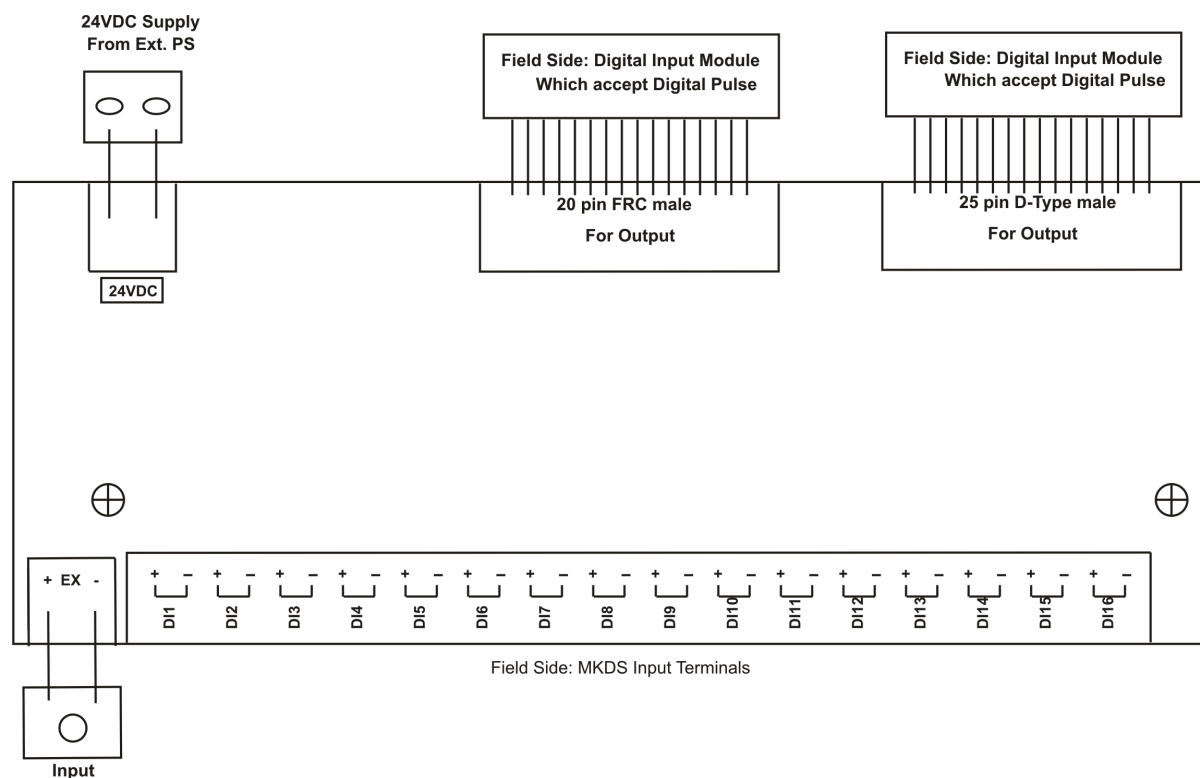 24VDC Supply
From Ext. PS
Field Side: Digital Input Module
Which accept Digital Pulse
Field Side: Digital Input Module
Which accept Digital Pulse
20 pin FRC male
For Output
25 pin D-Type male
For Output
24VDC
+ EX -
+ − + − + − + − + − + − + − + − + − + − + − + − + − + − + − + −
DI1 DI2 DI3 DI4 DI5 DI6 DI7 DI8 DI9 DI10 DI11 DI12 DI13 DI14 DI15 DI16
Field Side: MKDS Input Terminals
Input